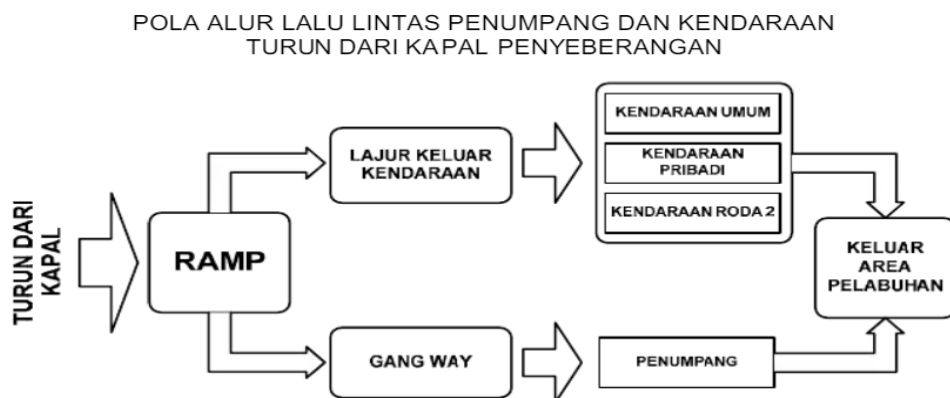 POLA ALUR LALU LINTAS PENUMPANG DAN KENDARAAN
TURUN DARI KAPAL PENYEBERANGAN
TURUN DARI
KAPAL
RAMP
LAJUR KELUAR
KENDARAAN
KENDARAAN UMUM
KENDARAAN
PRIBADI
KENDARAAN RODA 2
GANG WAY
PENUMPANG
KELUAR
AREA
PELABUHAN